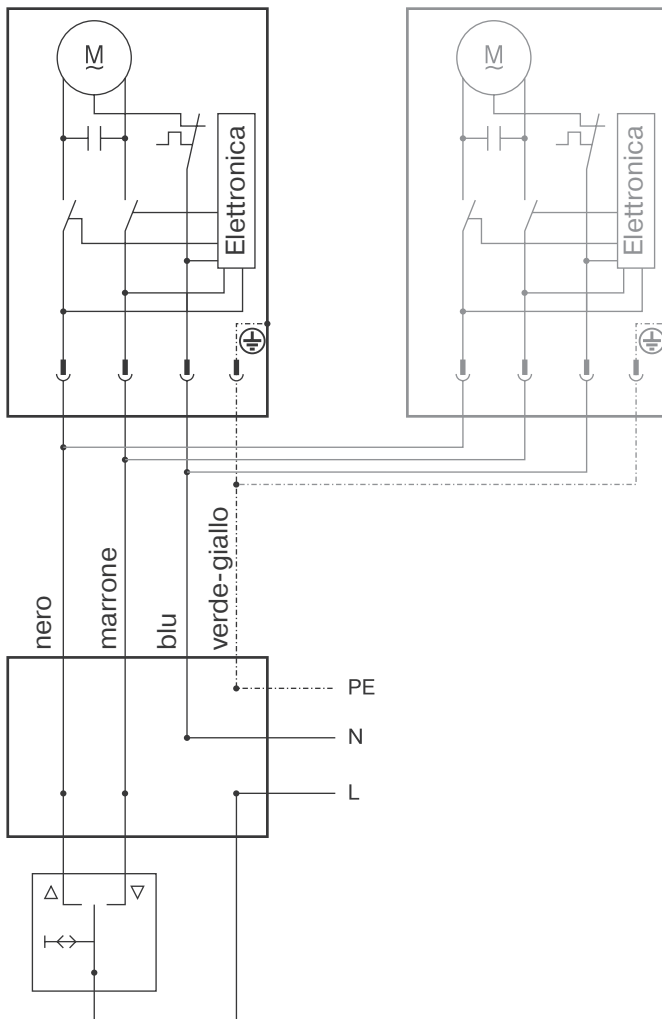 M
~
Elettronica
M
~
Elettronica
nero
marrone
blu
verde-giallo
PE
N
L